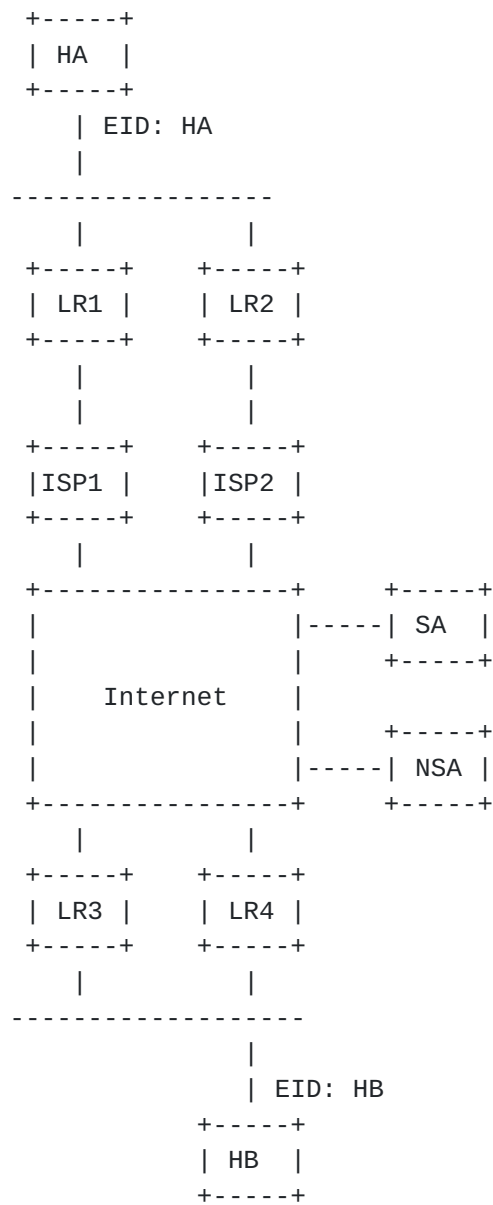 HA
EID: HA
LR1 LR2
ISP1 ISP2
SA
Internet
NSA
LR3 LR4
EID: HB
HB